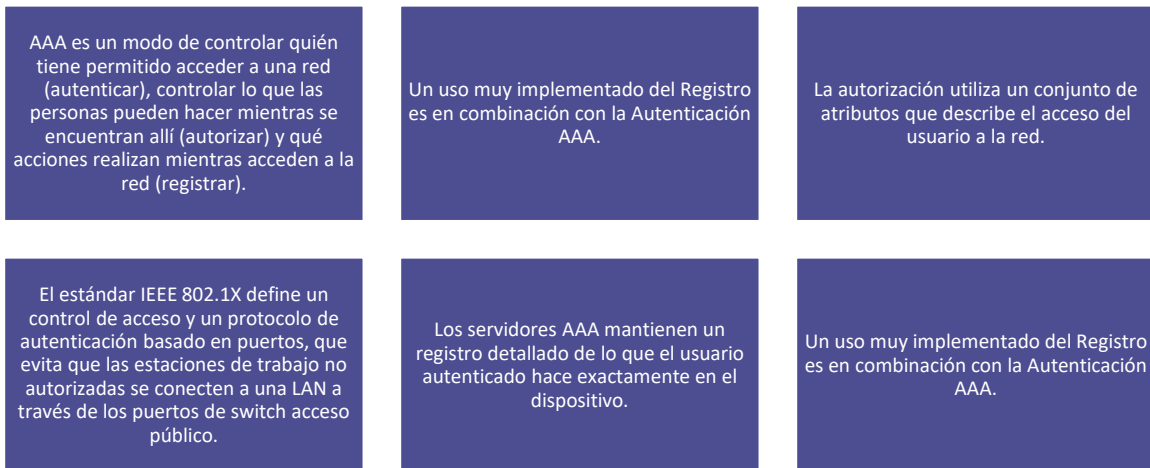 AAA es un modo de controlar quién
tiene permitido acceder a una red
(autenticar), controlar lo que las
personas pueden hacer mientras se
encuentran allí (autorizar) y qué
acciones realizan mientras acceden a la
red (registrar).
Un uso muy implementado del Registro
es en combinación con la Autenticación
AAA.
La autorización utiliza un conjunto de
atributos que describe el acceso del
usuario a la red.
El estándar IEEE 802.1X define un
control de acceso y un protocolo de
autenticación basado en puertos, que
evita que las estaciones de trabajo no
autorizadas se conecten a una LAN a
través de los puertos de switch acceso
público.
Los servidores AAA mantienen un
registro detallado de lo que el usuario
autenticado hace exactamente en el
dispositivo.
Un uso muy implementado del Registro
es en combinación con la Autenticación
AAA.